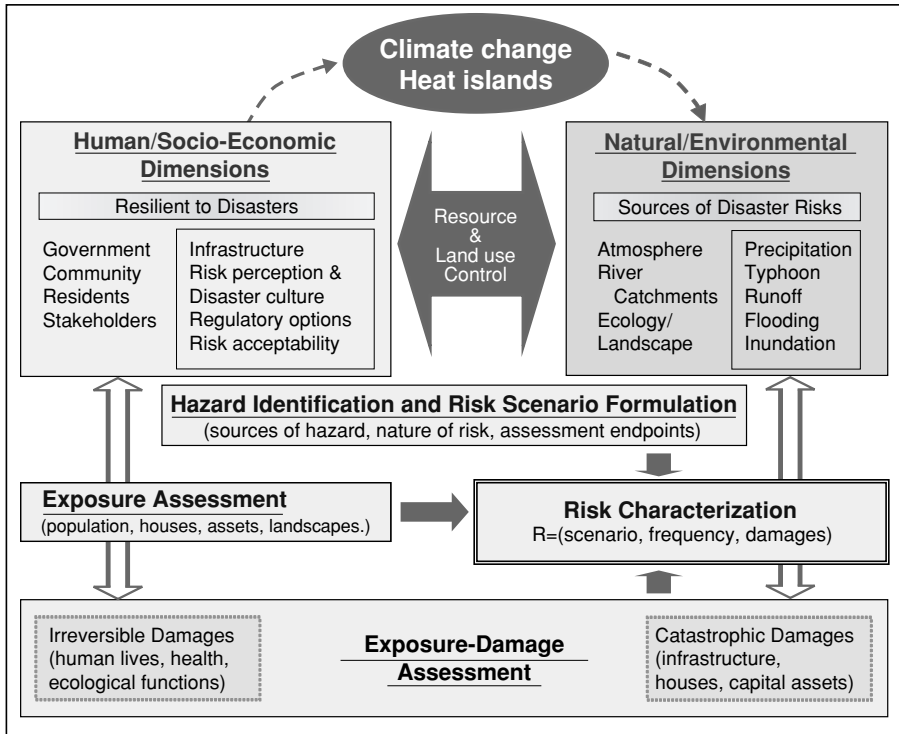 Climate change
Heat islands
Human/Socio-Economic
Dimensions
Resilient to Disasters
Government
Community
Residents
Stakeholders
Infrastructure
Risk perception &
Disaster culture
Regulatory options
Risk acceptability
Resource
&
Land use
Control
Natural/Environmental
Dimensions
Sources of Disaster Risks
Atmosphere
River
Catchments
Ecology/
Landscape
Precipitation
Typhoon
Runoff
Flooding
Inundation
Hazard Identification and Risk Scenario Formulation
(sources of hazard, nature of risk, assessment endpoints)
Exposure Assessment
(population, houses, assets, landscapes.)
Risk Characterization
R=(scenario, frequency, damages)
Irreversible Damages
(human lives, health,
ecological functions)
Exposure-Damage
Assessment
Catastrophic Damages
(infrastructure,
houses, capital assets)